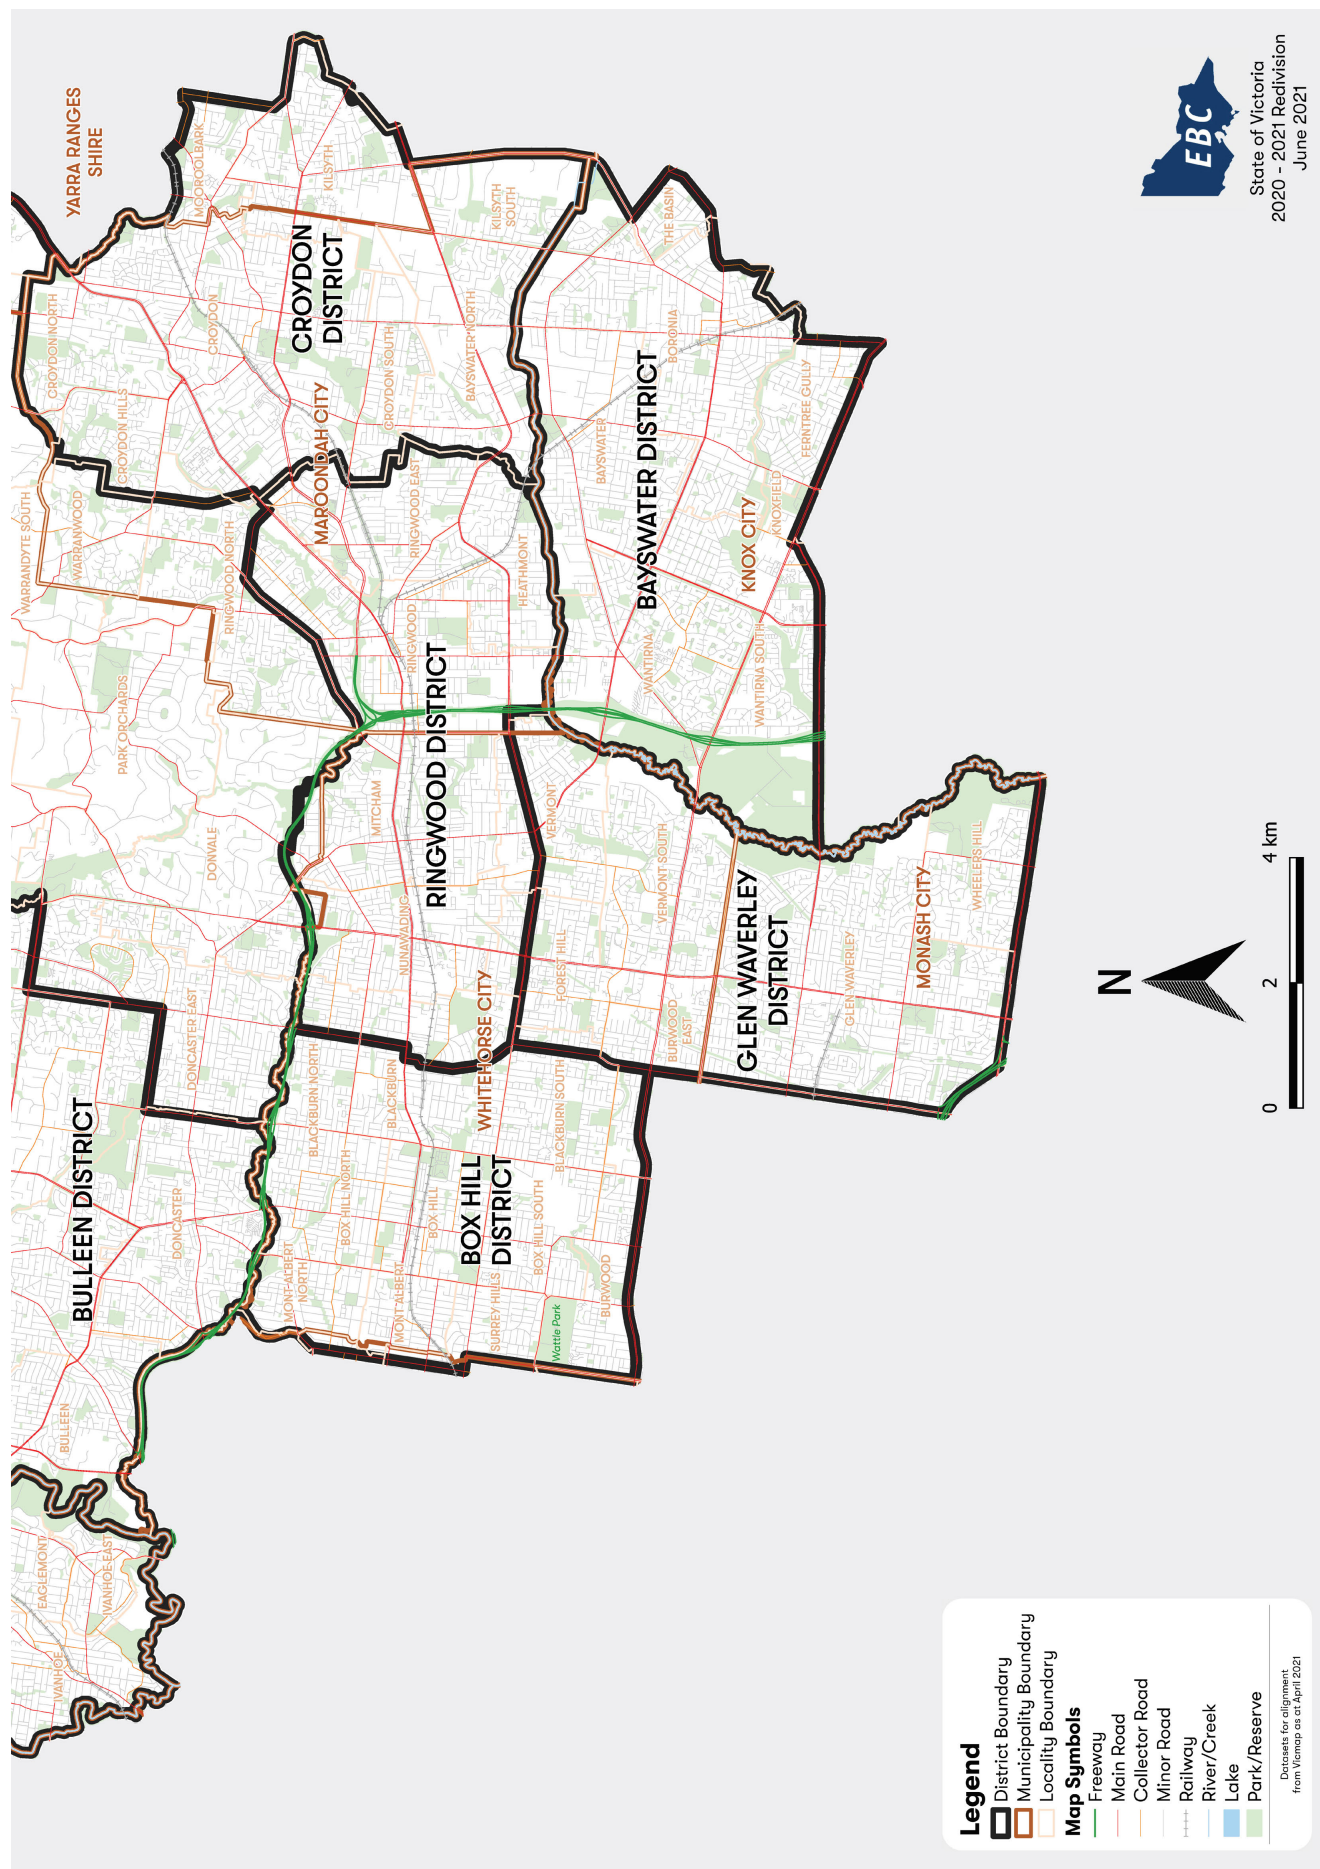 YARRA RANGES
SHIRE
MOOROOLBARK
KILSYTH
KILSYTH
SOUTH
THE BASIN
CROYDON NORTH
CROYDON
CROYDON
DISTRICT
CROYDON HILLS
CROYDON SOUTH
BAYSWATER NORTH
BORONIA
MAROONDAH CITY
FERNTREE GULLY
BAYSWATER
WARRANDYTE SOUTH
WARRANWOOD
RINGWOOD NORTH
RINGWOOD EAST
HEATHMONT
BAYSWATER DISTRICT
KNOX CITY
KNOXFIELD
PARK ORCHARDS
RINGWOOD
WANTIRNA
WANTIRNA SOUTH
RINGWOOD DISTRICT
MITCHAM
VERMONT
DONVALE
VERMONT SOUTH
WHEELERS HILL
NUNAWADING
FOREST HILL
GLEN WAVERLEY
DISTRICT
MONASH CITY
GLEN WAVERLEY
DONCASTER EAST
WHITEHORSE CITY
BURWOOD
EAST
BLACKBURN NORTH
BLACKBURN
BLACKBURN SOUTH
BULLEEN DISTRICT
DONCASTER
BOX HILL NORTH
BOX HILL
BOX HILL
DISTRICT
BOX HILL SOUTH
MONT ALBERT
NORTH
MONT ALBERT
SURREY HILLS
Wattle Park
BURWOOD
BULLEEN
EAGLEMONT
IVANHOE EAST
IVANHOE
EBC
State of Victoria
2020 - 2021 Redivision
June 2021
N
0 2 4 km
Legend
District Boundary
Municipality Boundary
Locality Boundary
Map Symbols
Freeway
Main Road
Collector Road
Minor Road
Railway
River/Creek
Lake
Park/Reserve
Datasets for alignment
from Vicmap as at April 2021